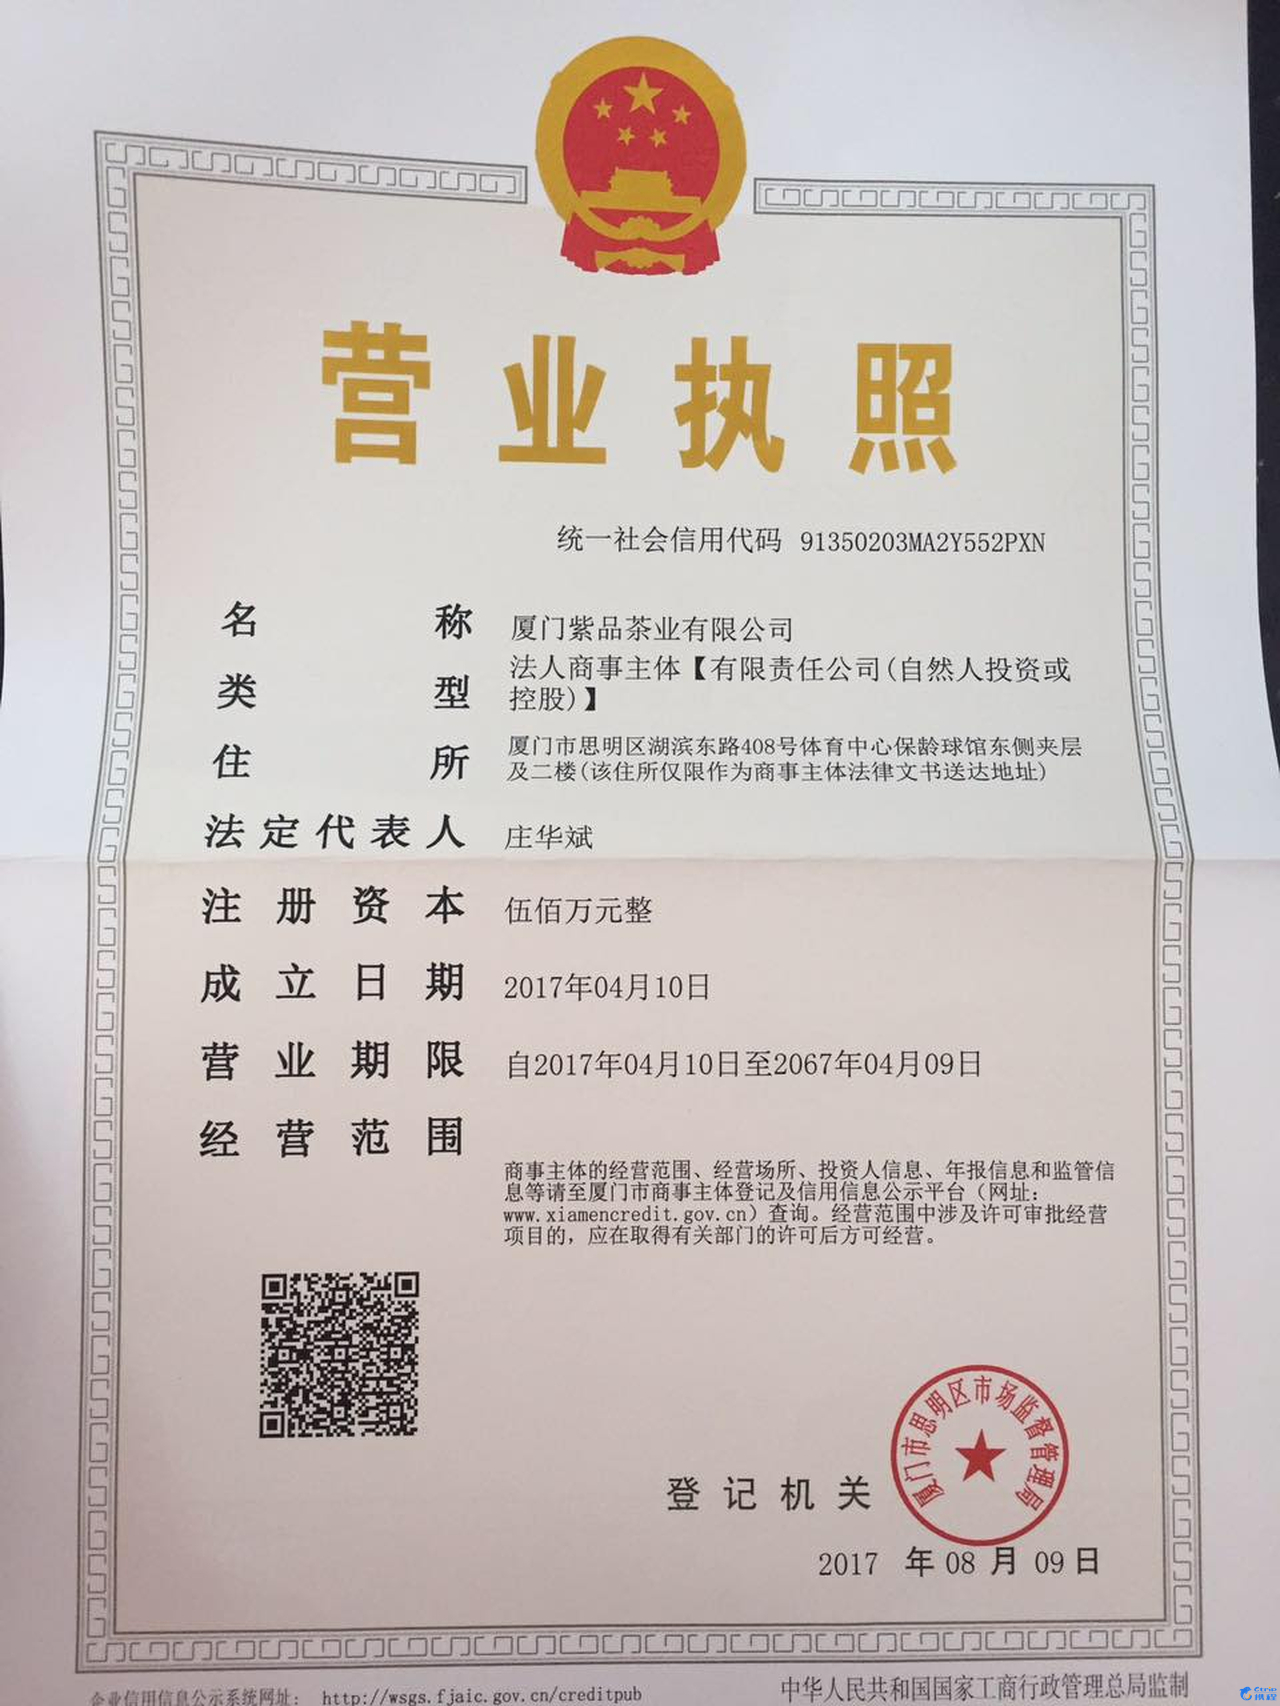 营业执照
统一社会信用代码 91350203MA2Y552PXN
名称 厦门紫品茶业有限公司
类型 法人商事主体【有限责任公司(自然人投资或
控股)】
住所 厦门市思明区湖滨东路408号体育中心保龄球馆东侧夹层
及二楼(该住所仅限作为商事主体法律文书送达地址)
法定代表人 庄华斌
注册资本 伍佰万元整
成立日期 2017年04月10日
营业期限 自2017年04月10日至2067年04月09日
经营范围
商事主体的经营范围、经营场所、投资人信息、年报信息和监管信
息等请至厦门市商事主体登记及信用信息公示平台（网址：
www.xiamencredit.gov.cn）查询。经营范围中涉及许可审批经营
项目的，应在取得有关部门的许可后方可经营。
厦门市思明区市场监督管理局
登记机关
2017 年 08 月 09 日
企业信用信息公示系统网址： http://wsgs.fjaic.gov.cn/creditpub
中华人民共和国国家工商行政管理总局监制
Ctrip
携程